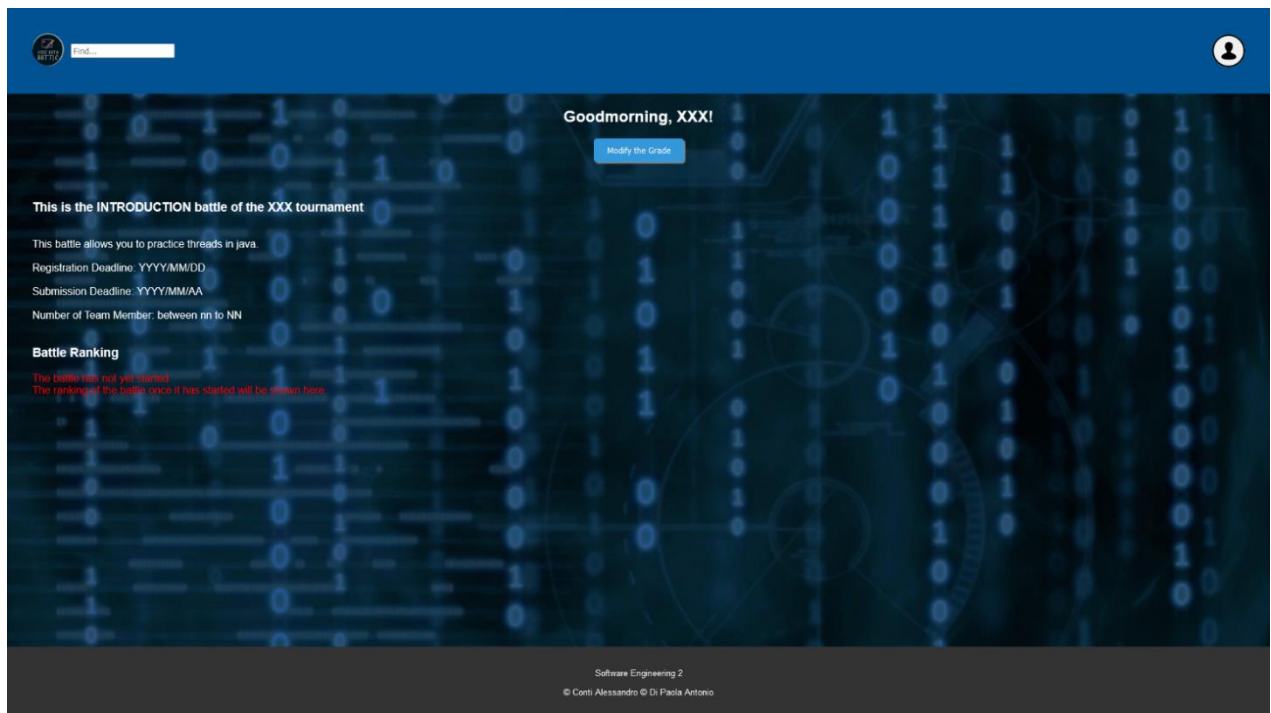 CODE KATA
BATTLE
Find...
Goodmorning, XXX!
Modify the Grade
This is the INTRODUCTION battle of the XXX tournament
This battle allows you to practice threads in java.
Registration Deadline: YYYY/MM/DD
Submission Deadline: YYYY/MM/AA
Number of Team Member: between nn to NN
Battle Ranking
The battle has not yet started.
The ranking of the battle once it has started will be shown here.
Software Engineering 2
© Conti Alessandro © Di Paola Antonio